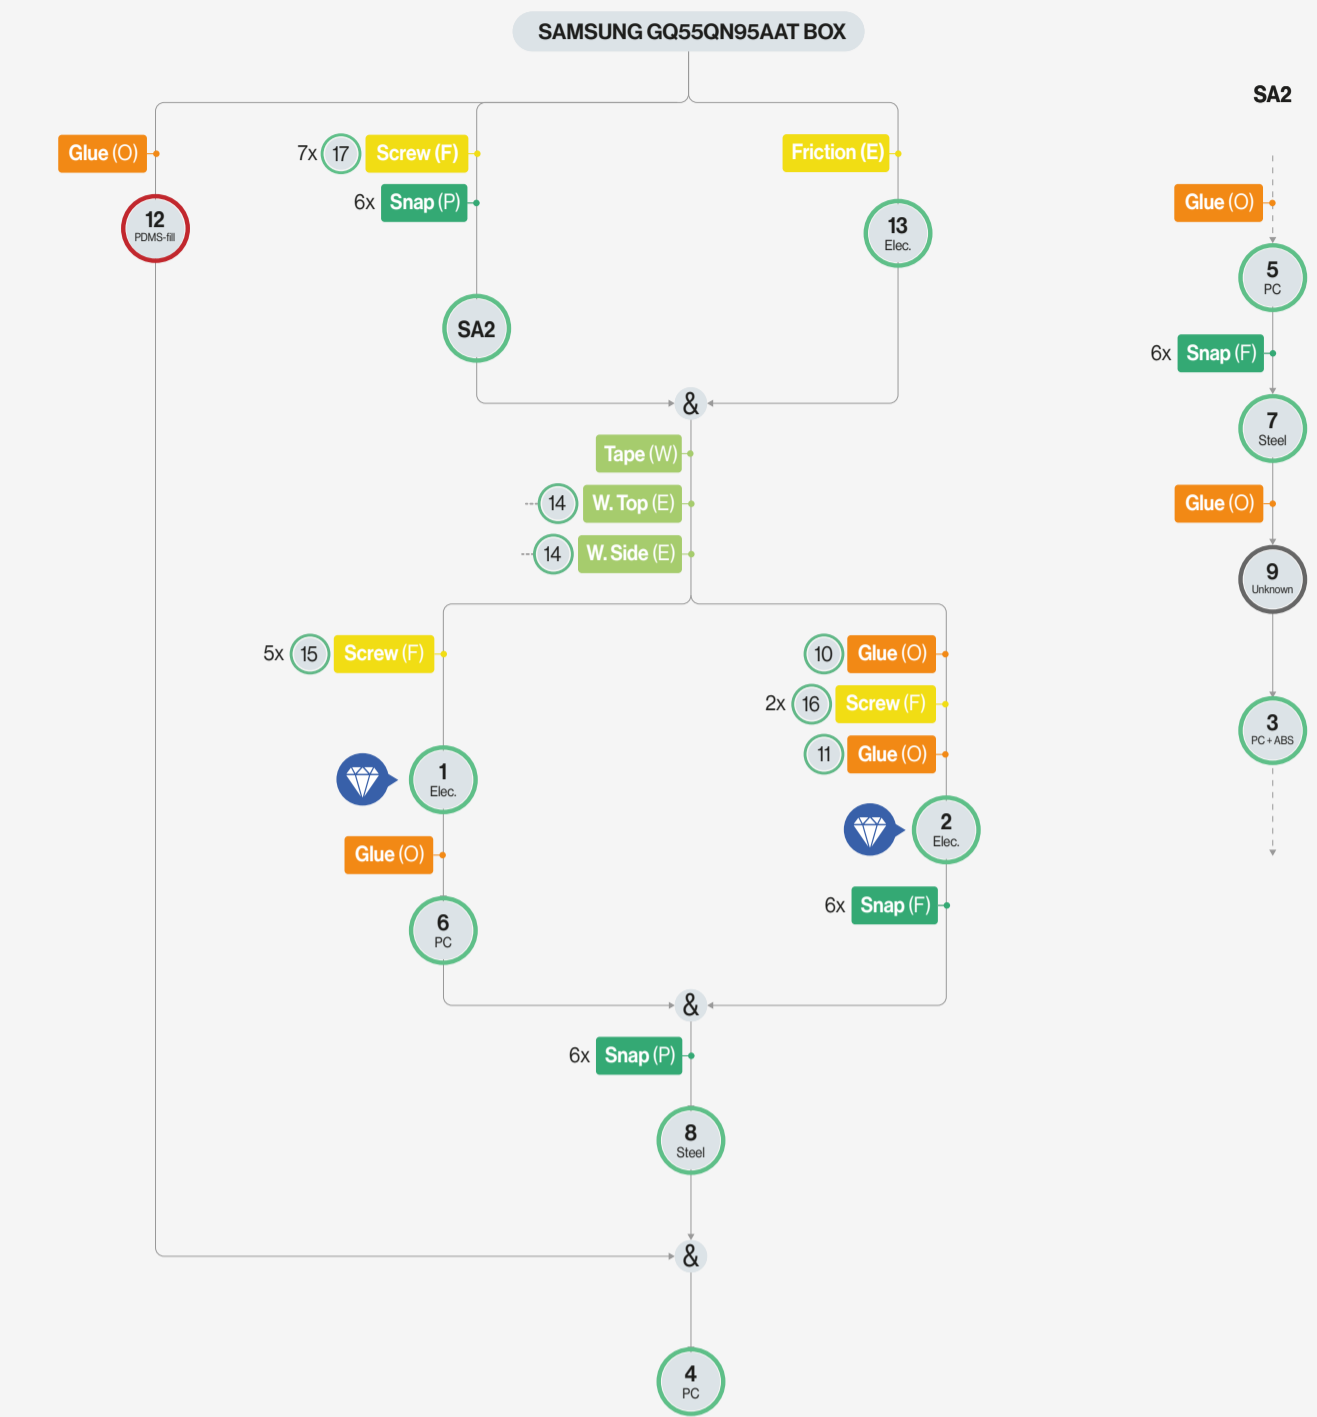 SAMSUNG GQ55QN95AAT BOX
SA2
Glue (O)
7x 17 Screw (F)
Friction (E)
6x Snap (P)
Glue (O)
12
PDMS-fill
13
Elec.
5
PC
SA2
6x Snap (F)
&
7
Steel
Tape (W)
14 W. Top (E)
Glue (O)
14 W. Side (E)
9
Unknown
5x 15 Screw (F)
10 Glue (O)
2x 16 Screw (F)
3
PC + ABS
11 Glue (O)
1
Elec.
2
Elec.
Glue (O)
6x Snap (F)
6
PC
&
6x Snap (P)
8
Steel
&
4
PC